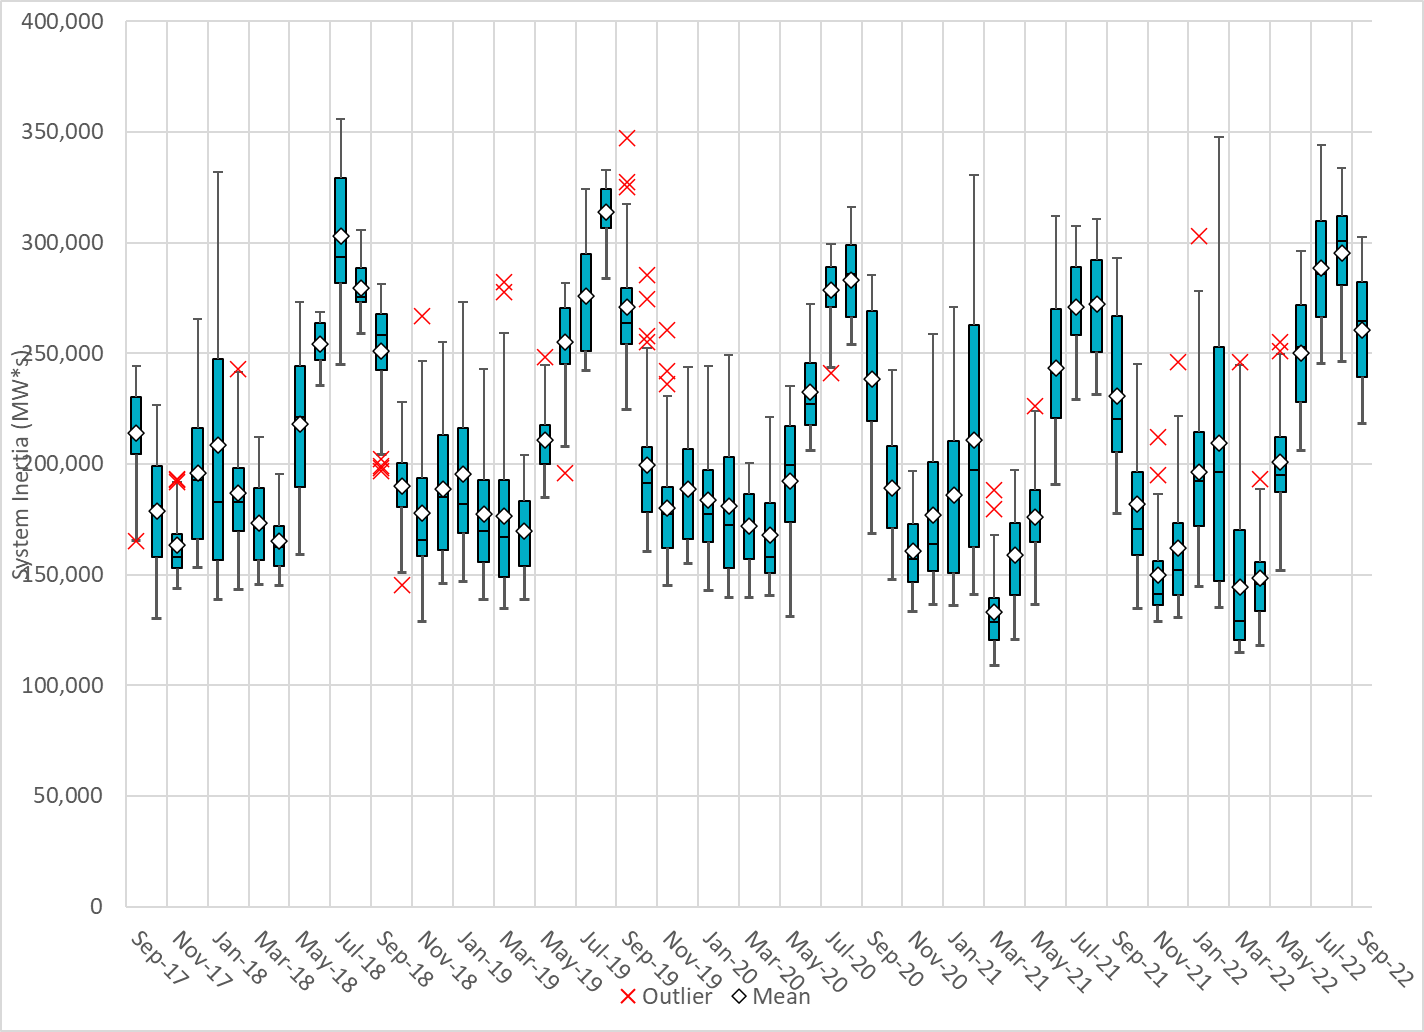 400,000
350,000
300,000
250,000
200,000
150,000
100,000
50,000
0
System Inertia (MW*s)
Sep-17
Nov-17
Jan-18
Mar-18
May-18
Jul-18
Sep-18
Nov-18
Jan-19
Mar-19
May-19
Jul-19
Sep-19
Nov-19
Jan-20
Mar-20
May-20
Jul-20
Sep-20
Nov-20
Jan-21
Mar-21
May-21
Jul-21
Sep-21
Nov-21
Jan-22
Mar-22
May-22
Jul-22
Sep-22
Outlier Mean